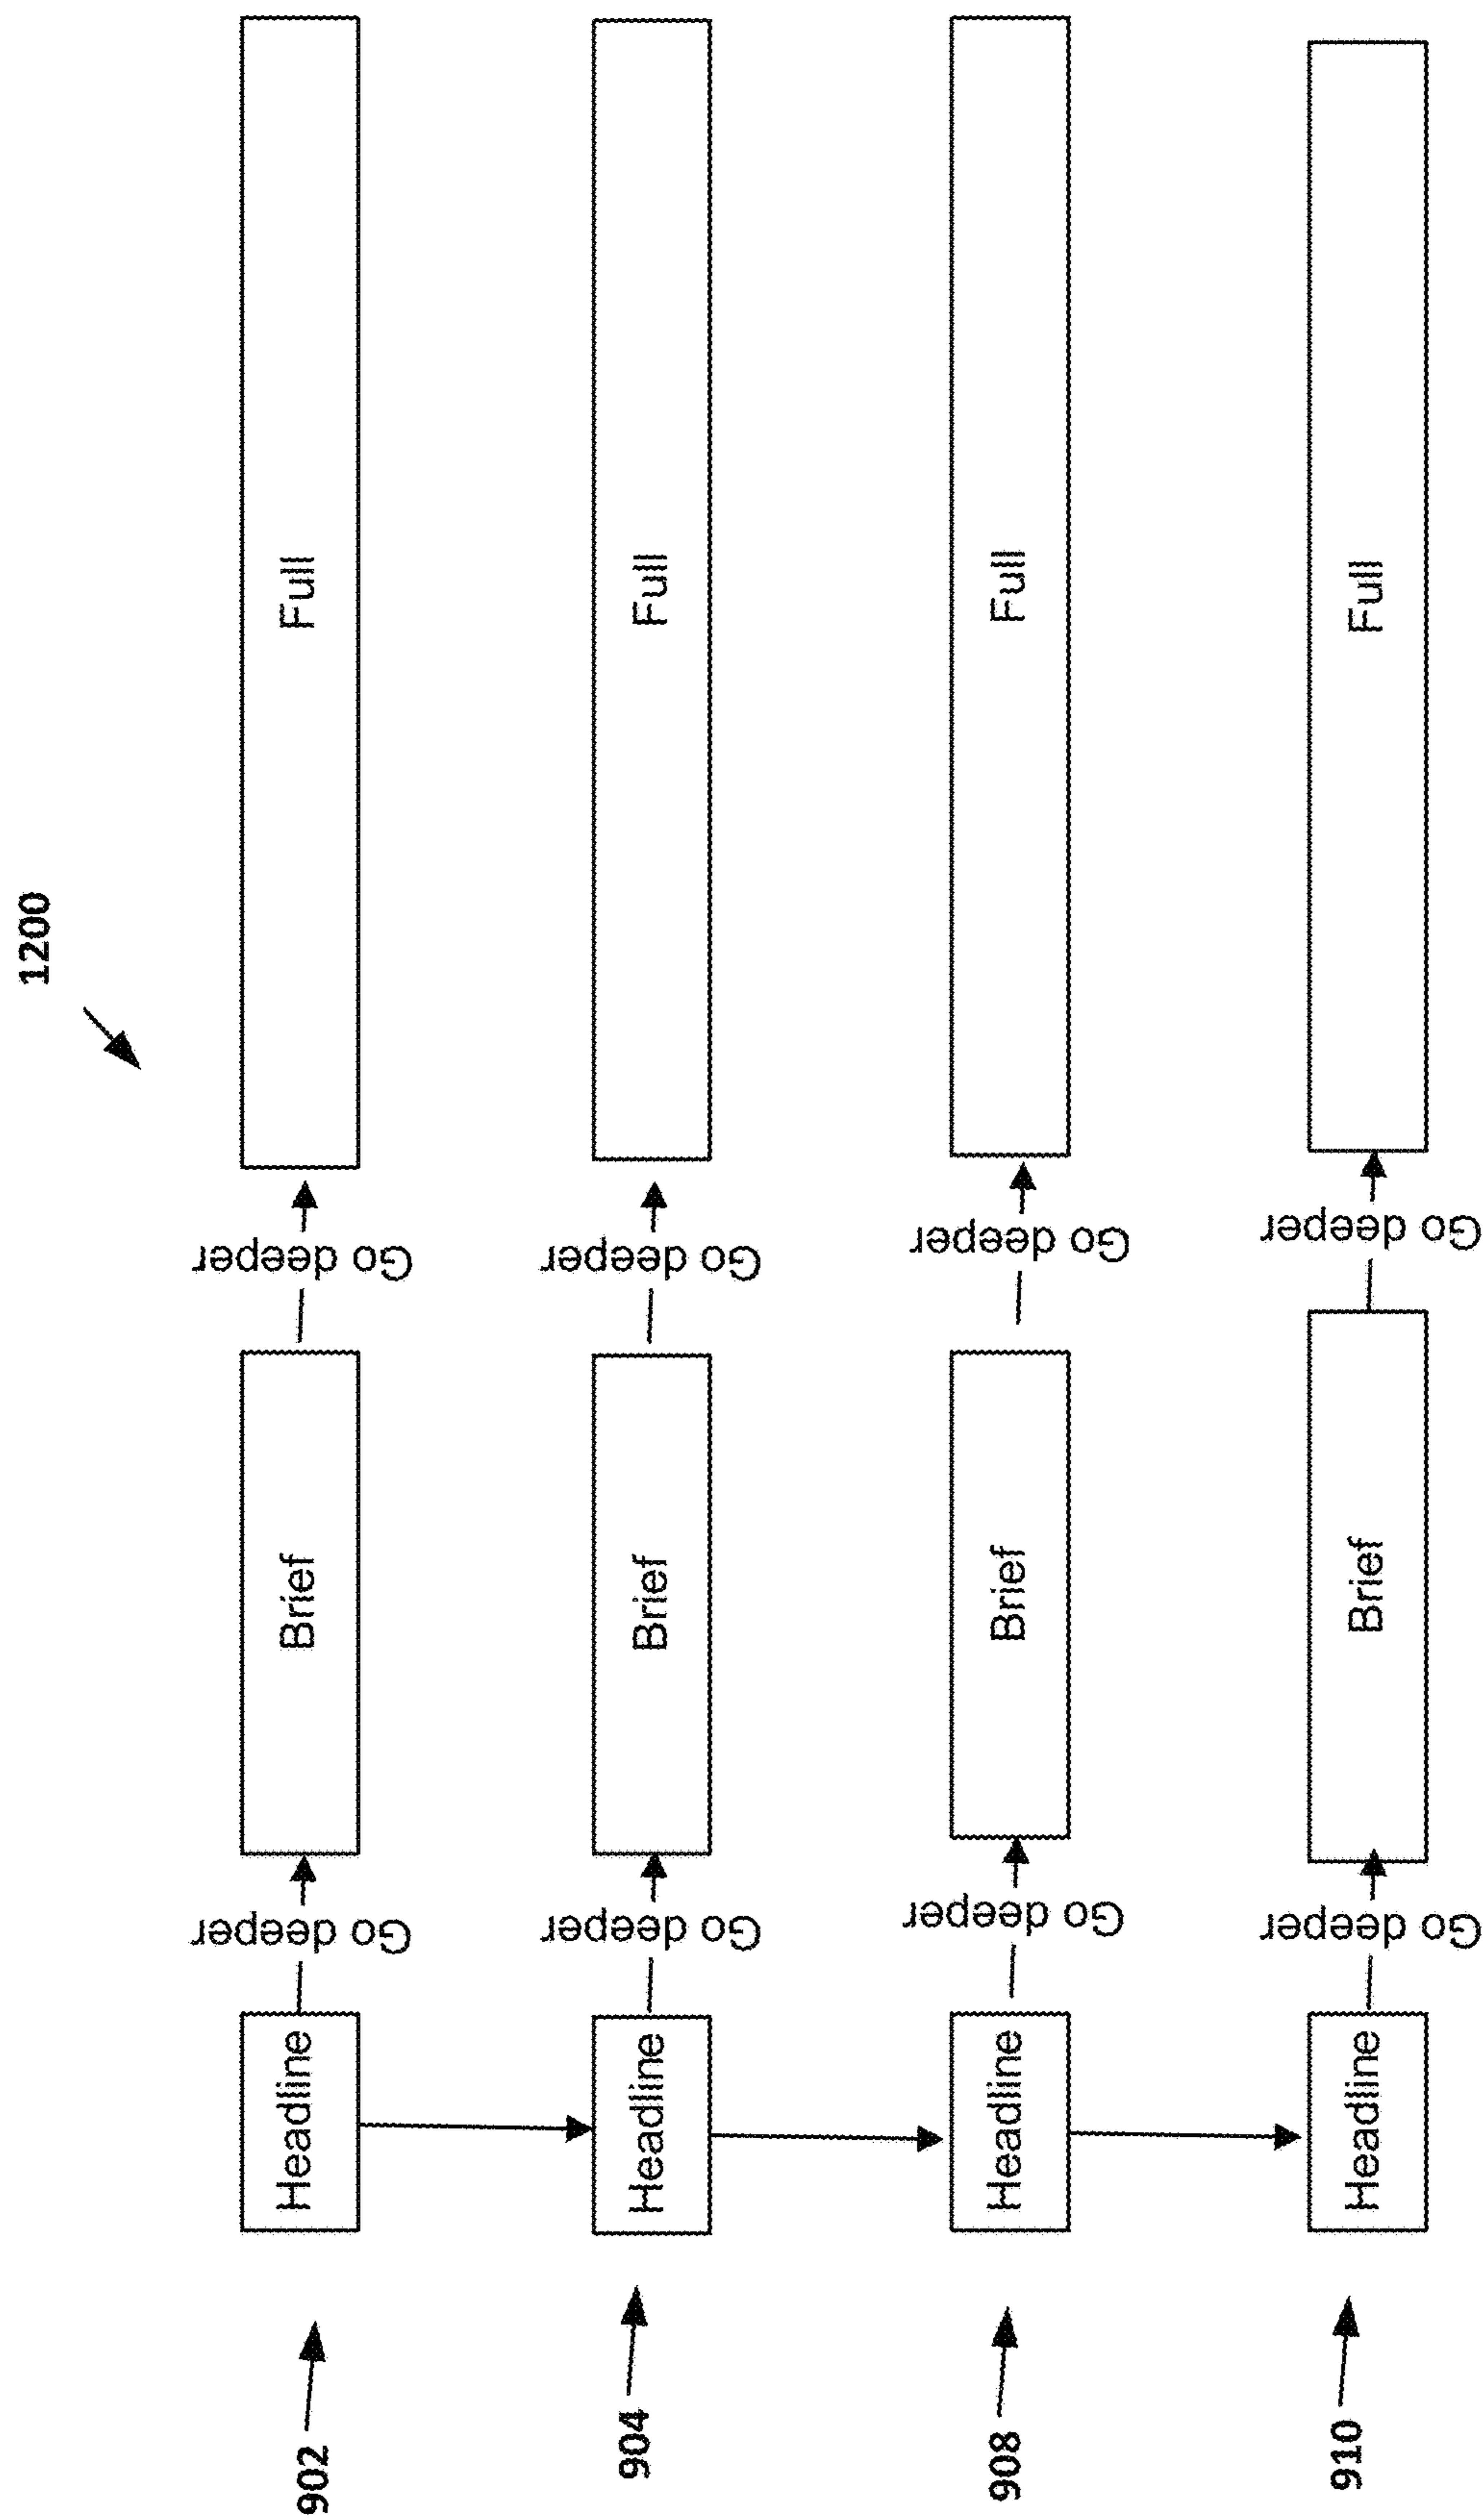 1200
902
Headline
Go deeper
Brief
Go deeper
Full
904
Headline
Go deeper
Brief
Go deeper
Full
908
Headline
Go deeper
Brief
Go deeper
Full
910
Headline
Go deeper
Brief
Go deeper
Full